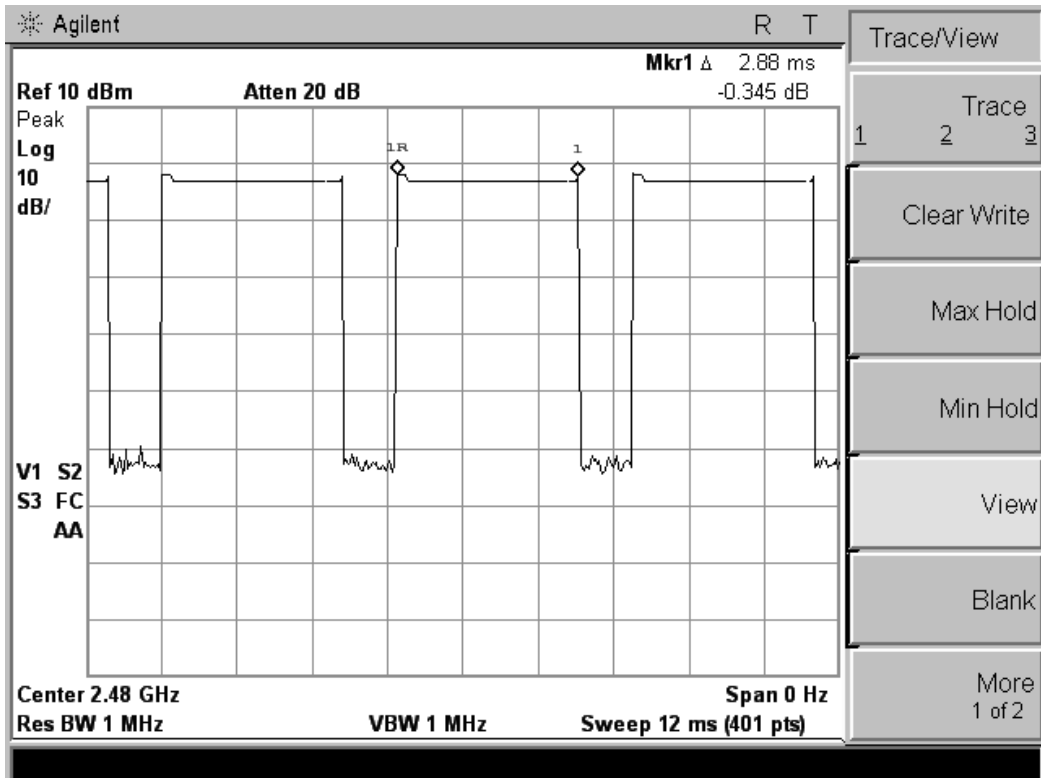 Agilent R T
Trace/View
Mkr1 Δ 2.88 ms
Ref 10 dBm Atten 20 dB -0.345 dB
Peak
Log
10
dB/
1R
1
V1 S2
S3 FC
AA
Center 2.48 GHz Span 0 Hz
Res BW 1 MHz VBW 1 MHz Sweep 12 ms (401 pts)
Trace
1 2 3
Clear Write
Max Hold
Min Hold
View
Blank
More
1 of 2